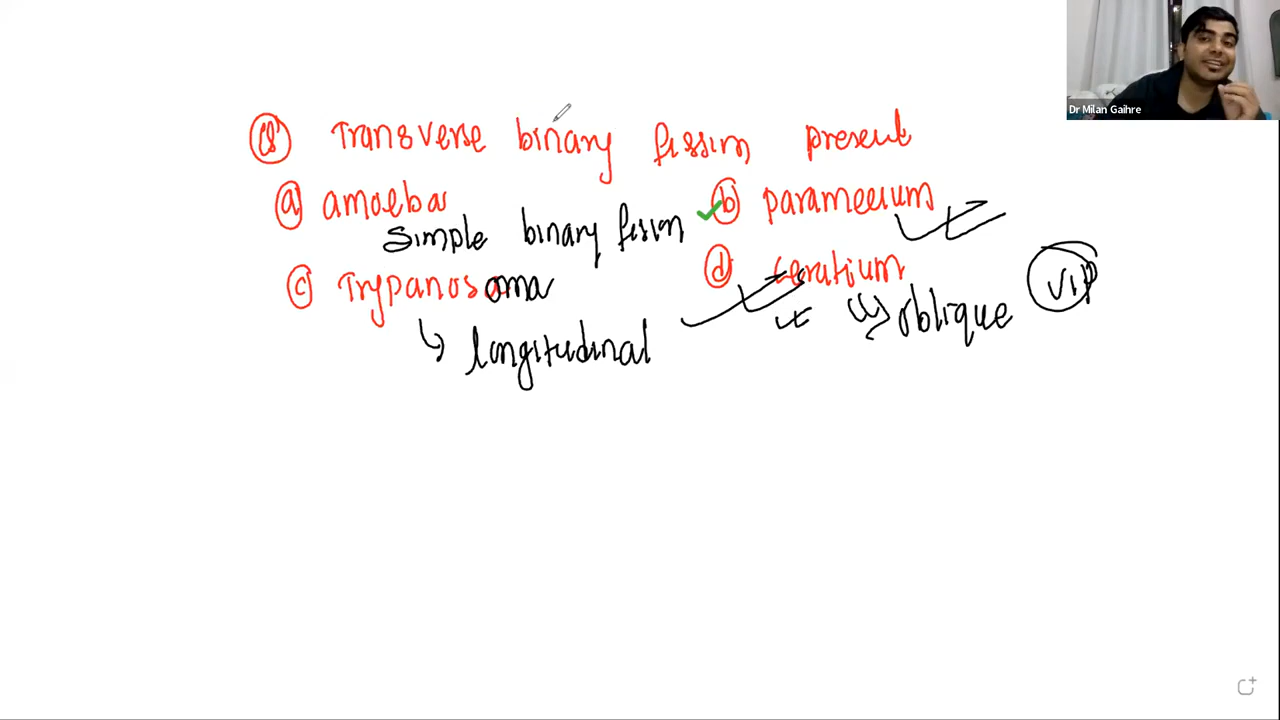 Dr Milan Gaihre
Q Transverse binary fission present
a amoeba
b paramecium
simple binary fission
c Trypanosoma
d ceratium
vip
oblique
longitudinal